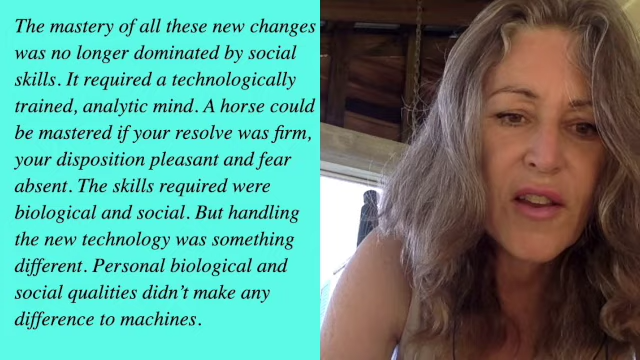 The mastery of all these new changes
was no longer dominated by social
skills. It required a technologically
trained, analytic mind. A horse could
be mastered if your resolve was firm,
your disposition pleasant and fear
absent. The skills required were
biological and social. But handling
the new technology was something
different. Personal biological and
social qualities didn't make any
difference to machines.